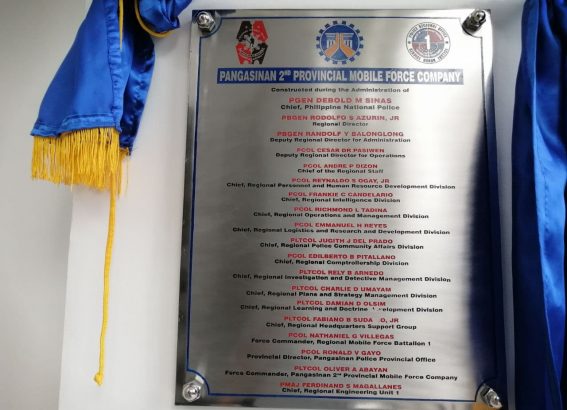 PANGASINAN 2ND PROVINCIAL MOBILE FORCE COMPANY
Constructed during the Administration of
PGEN DEBOLD M SINAS
Chief, Philippine National Police
PBGEN RODOLFO S AZURIN, JR
Regional Director
PBGEN RANDOLF Y BALONGLONG
Deputy Regional Director for Administration
PCOL CESAR DR PASIWEN
Deputy Regional Director for Operations
PCOL ANDRE P DIZON
Chief of the Regional Staff
PCOL REYNALDO S OGAY, JR
Chief, Regional Personnel and Human Resource Development Division
PCOL FRANKIE C CANDELARIO
Chief, Regional Intelligence Division
PCOL RICHMOND L TADINA
Chief, Regional Operations and Management Division
PCOL EMMANUEL H REYES
Chief, Regional Logistics and Research and Development Division
PLTCOL JUGITH J DEL PRADO
Chief, Regional Police Community Affairs Division
PCOL EDILBERTO B PITALLANO
Chief, Regional Comptrollership Division
PLTCOL RELY B ARNEDO
Chief, Regional Investigation and Detective Management Division
PLTCOL CHARLIE D UMAYAM
Chief, Regional Plans and Strategy Management Division
PLTCOL DAMIAN D OLSIM
Chief, Regional Learning and Doctrine Development Division
PLTCOL FABIANO B JR
Chief, Regional Headquarters Support Group
PCOL NATHANIEL G VILLEGAS
Force Commander, Regional Mobile Force Battalion 1
PCOL RONALD V GAYO
Provincial Director, Pangasinan Police Provincial Office
PLTCOL OLIVER A ABAYAN
Force Commander, Pangasinan 2nd Provincial Mobile Force Company
PMAJ FERDINAND S MAGALLANES
Chief, Regional Engineering Unit 1